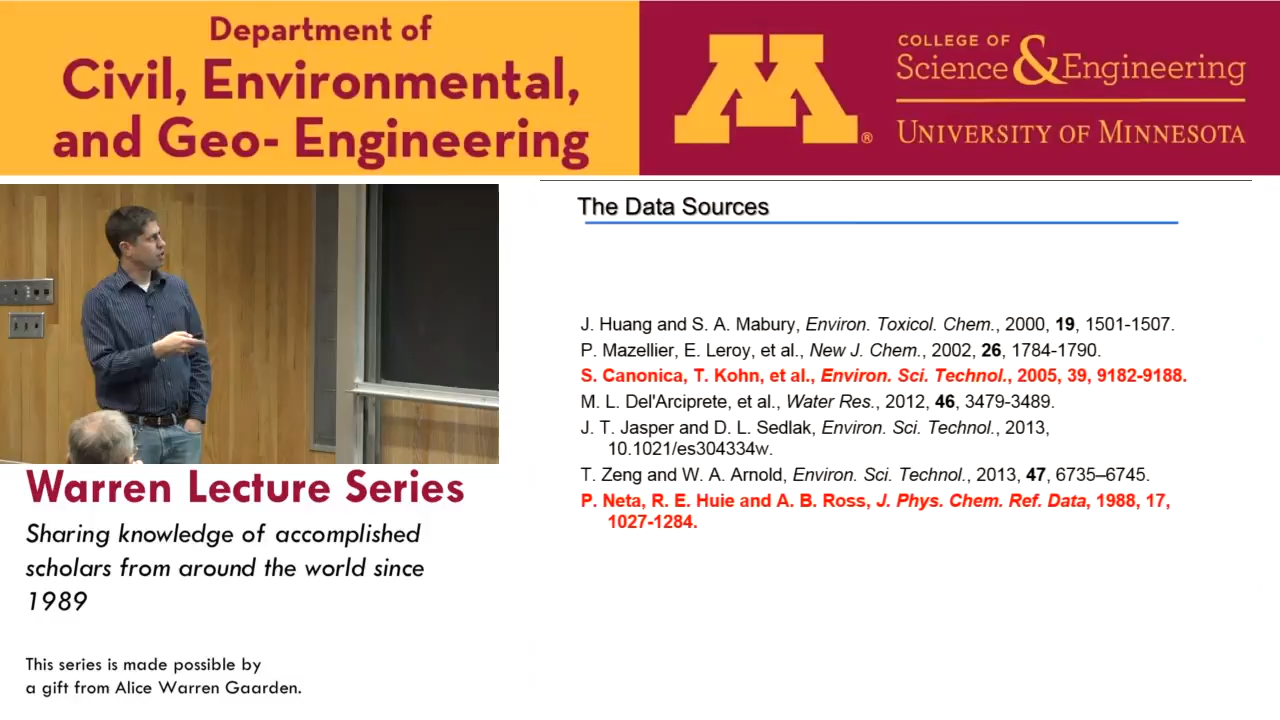 Department of
Civil, Environmental,
and Geo- Engineering
M®
COLLEGE OF
Science & Engineering
UNIVERSITY OF MINNESOTA
The Data Sources
J. Huang and S. A. Mabury, Environ. Toxicol. Chem., 2000, 19, 1501-1507.
P. Mazellier, E. Leroy, et al., New J. Chem., 2002, 26, 1784-1790.
S. Canonica, T. Kohn, et al., Environ. Sci. Technol., 2005, 39, 9182-9188.
M. L. Del'Arciprete, et al., Water Res., 2012, 46, 3479-3489.
J. T. Jasper and D. L. Sedlak, Environ. Sci. Technol., 2013,
10.1021/es304334w.
T. Zeng and W. A. Arnold, Environ. Sci. Technol., 2013, 47, 6735–6745.
P. Neta, R. E. Huie and A. B. Ross, J. Phys. Chem. Ref. Data, 1988, 17,
1027-1284.
Warren Lecture Series
Sharing knowledge of accomplished
scholars from around the world since
1989
This series is made possible by
a gift from Alice Warren Gaarden.